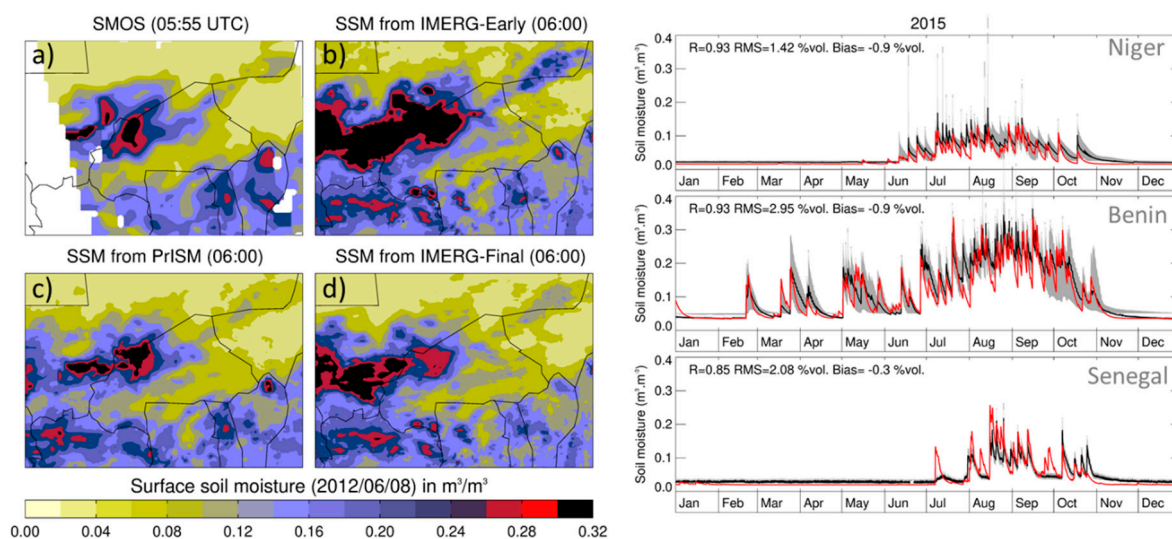 SMOS (05:55 UTC)
SSM from IMERG-Early (06:00)
a)
b)
SSM from PrISM (06:00)
SSM from IMERG-Final (06:00)
c)
d)
Surface soil moisture (2012/06/08) in m³/m³
0.00 0.04 0.08 0.12 0.16 0.20 0.24 0.28 0.32
2015
R=0.93 RMS=1.42 %vol. Bias= -0.9 %vol.
Niger
Soil moisture (m³.m³)
0.4
0.3
0.2
0.1
0.0
Jan Feb Mar Apr May Jun Jul Aug Sep Oct Nov Dec
R=0.93 RMS=2.95 %vol. Bias= -0.9 %vol.
Benin
Soil moisture (m³.m³)
0.4
0.3
0.2
0.1
0.0
Jan Feb Mar Apr May Jun Jul Aug Sep Oct Nov Dec
R=0.85 RMS=2.08 %vol. Bias= -0.3 %vol.
Senegal
Soil moisture (m³.m³)
0.4
0.3
0.2
0.1
0.0
Jan Feb Mar Apr May Jun Jul Aug Sep Oct Nov Dec